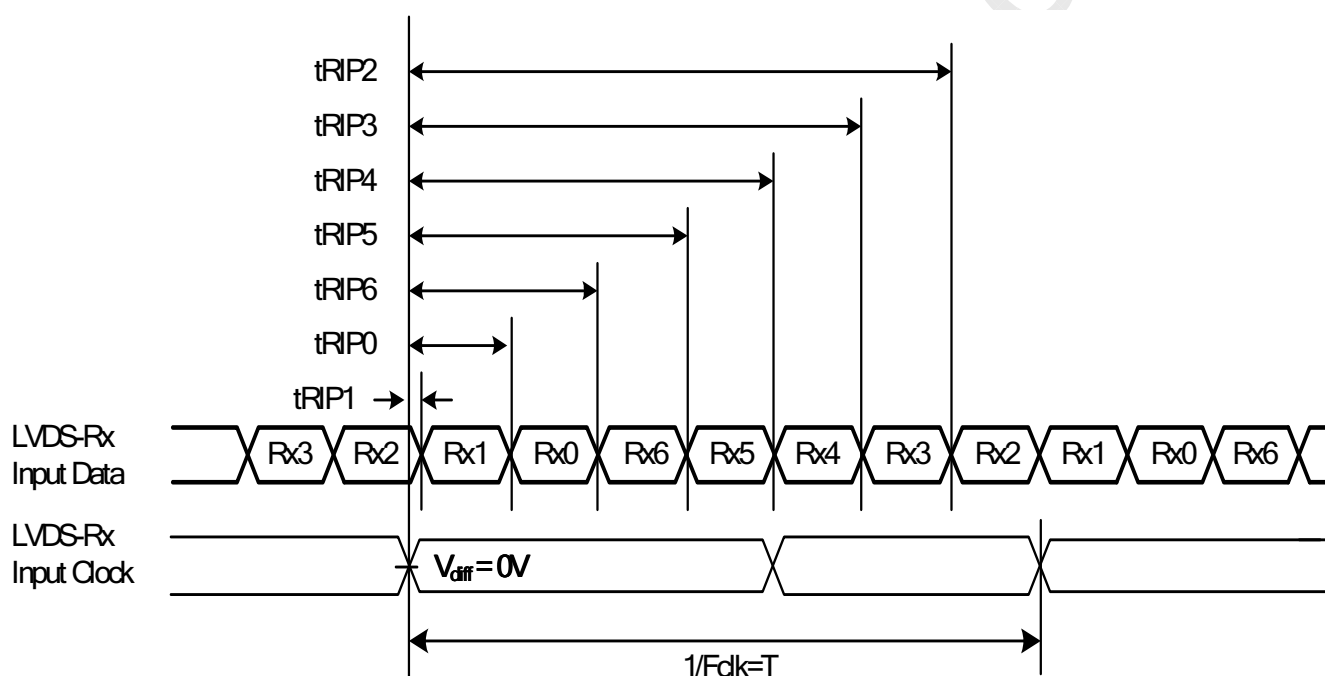 tRIP2
tRIP3
tRIP4
tRIP5
tRIP6
tRIP0
tRIP1
LVDS-Rx
Input Data
Rx3 Rx2 Rx1 Rx0 Rx6 Rx5 Rx4 Rx3 Rx2 Rx1 Rx0 Rx6
LVDS-Rx
Input Clock
Vdiff = 0V
1/Fclk=T